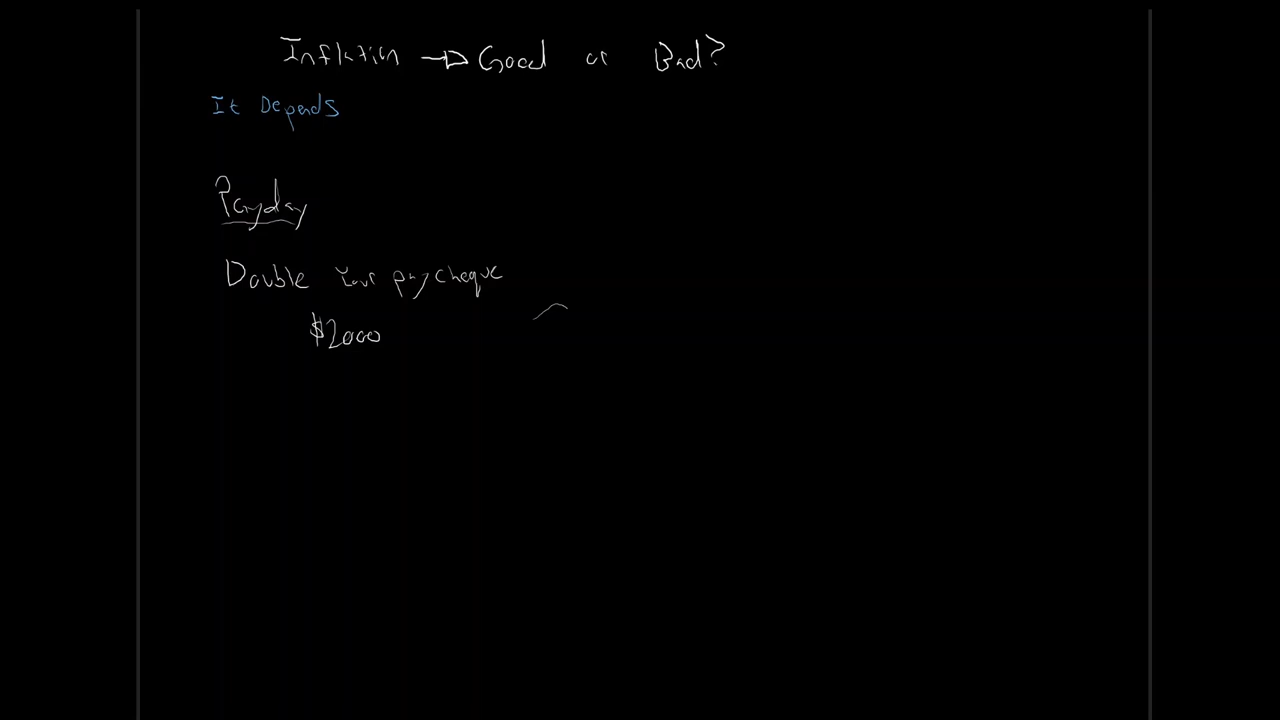 Inflation → Good or Bad?
It Depends
Payday
Double Your paycheque
$2000